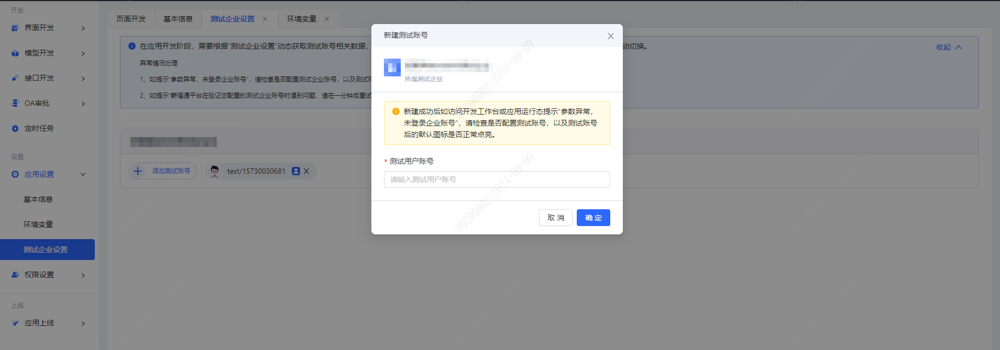 开发
界面开发
模型开发
接口开发
OA审批
定时任务
设置
应用设置
基本信息
环境变量
测试企业设置
权限设置
上线
应用上线
页面开发
基本信息
测试企业设置
环境变量
在应用开发阶段，需要根据“测试企业设置”动态获取测试账号相关数据，
动切换。
收起
异常情况处理
1、如提示“参数异常，未登录企业账号”，请检查是否配置测试企业账号，以及测试账
2、如提示“薪福通平台在验证您配置的测试企业账号时遇到问题，请在一分钟后重试
添加测试账号
test/15730030681
新建测试账号
所属测试企业
新建成功后如访问开发工作台或应用运行态提示“参数异常，
未登录企业账号”，请检查是否配置测试账号，以及测试账号
后的默认图标是否正常点亮。
* 测试用户账号
请输入测试用户账号
取 消
确 定
80296602-2024-09-09